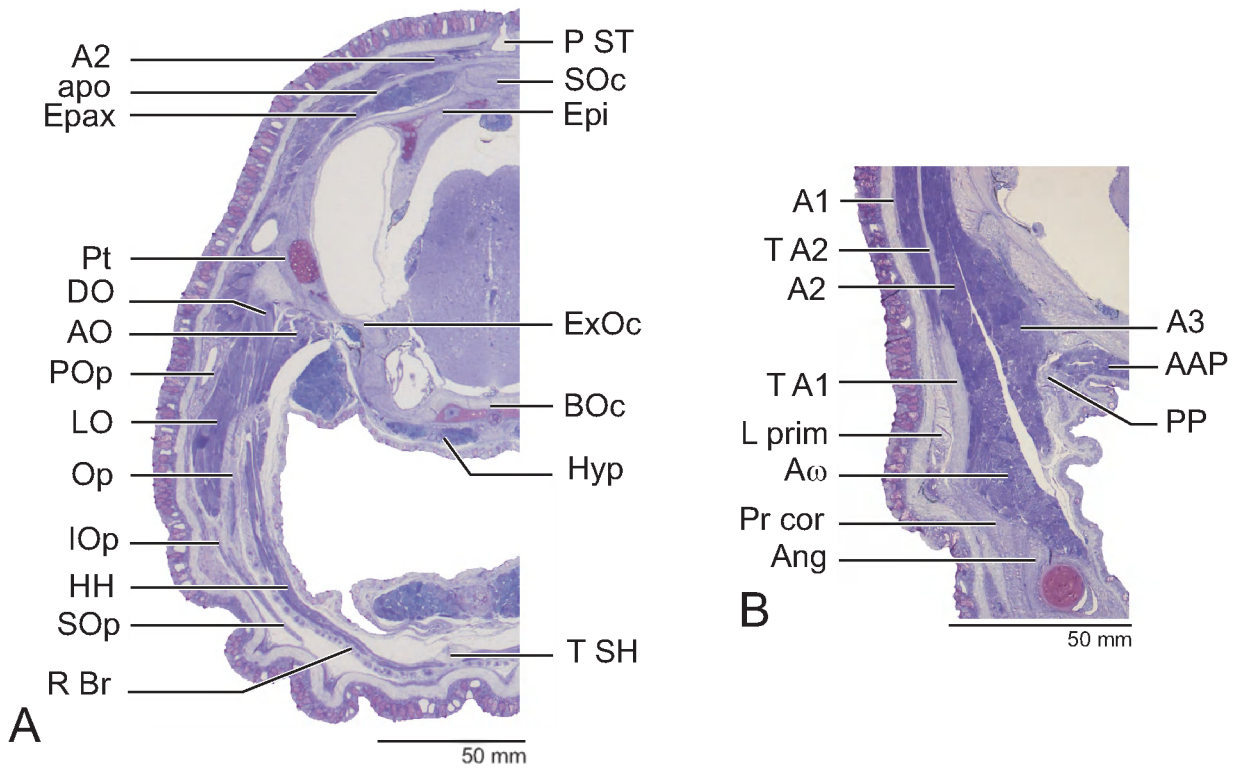 A2
apo
Epax
Pt
DO
AO
POp
LO
Op
IOp
HH
SOp
R Br
P ST
SOc
Epi
ExOc
BOc
Hyp
T SH
A
50 mm
A1
T A2
A2
T A1
L prim
Aω
Pr cor
Ang
A3
AAP
PP
B
50 mm